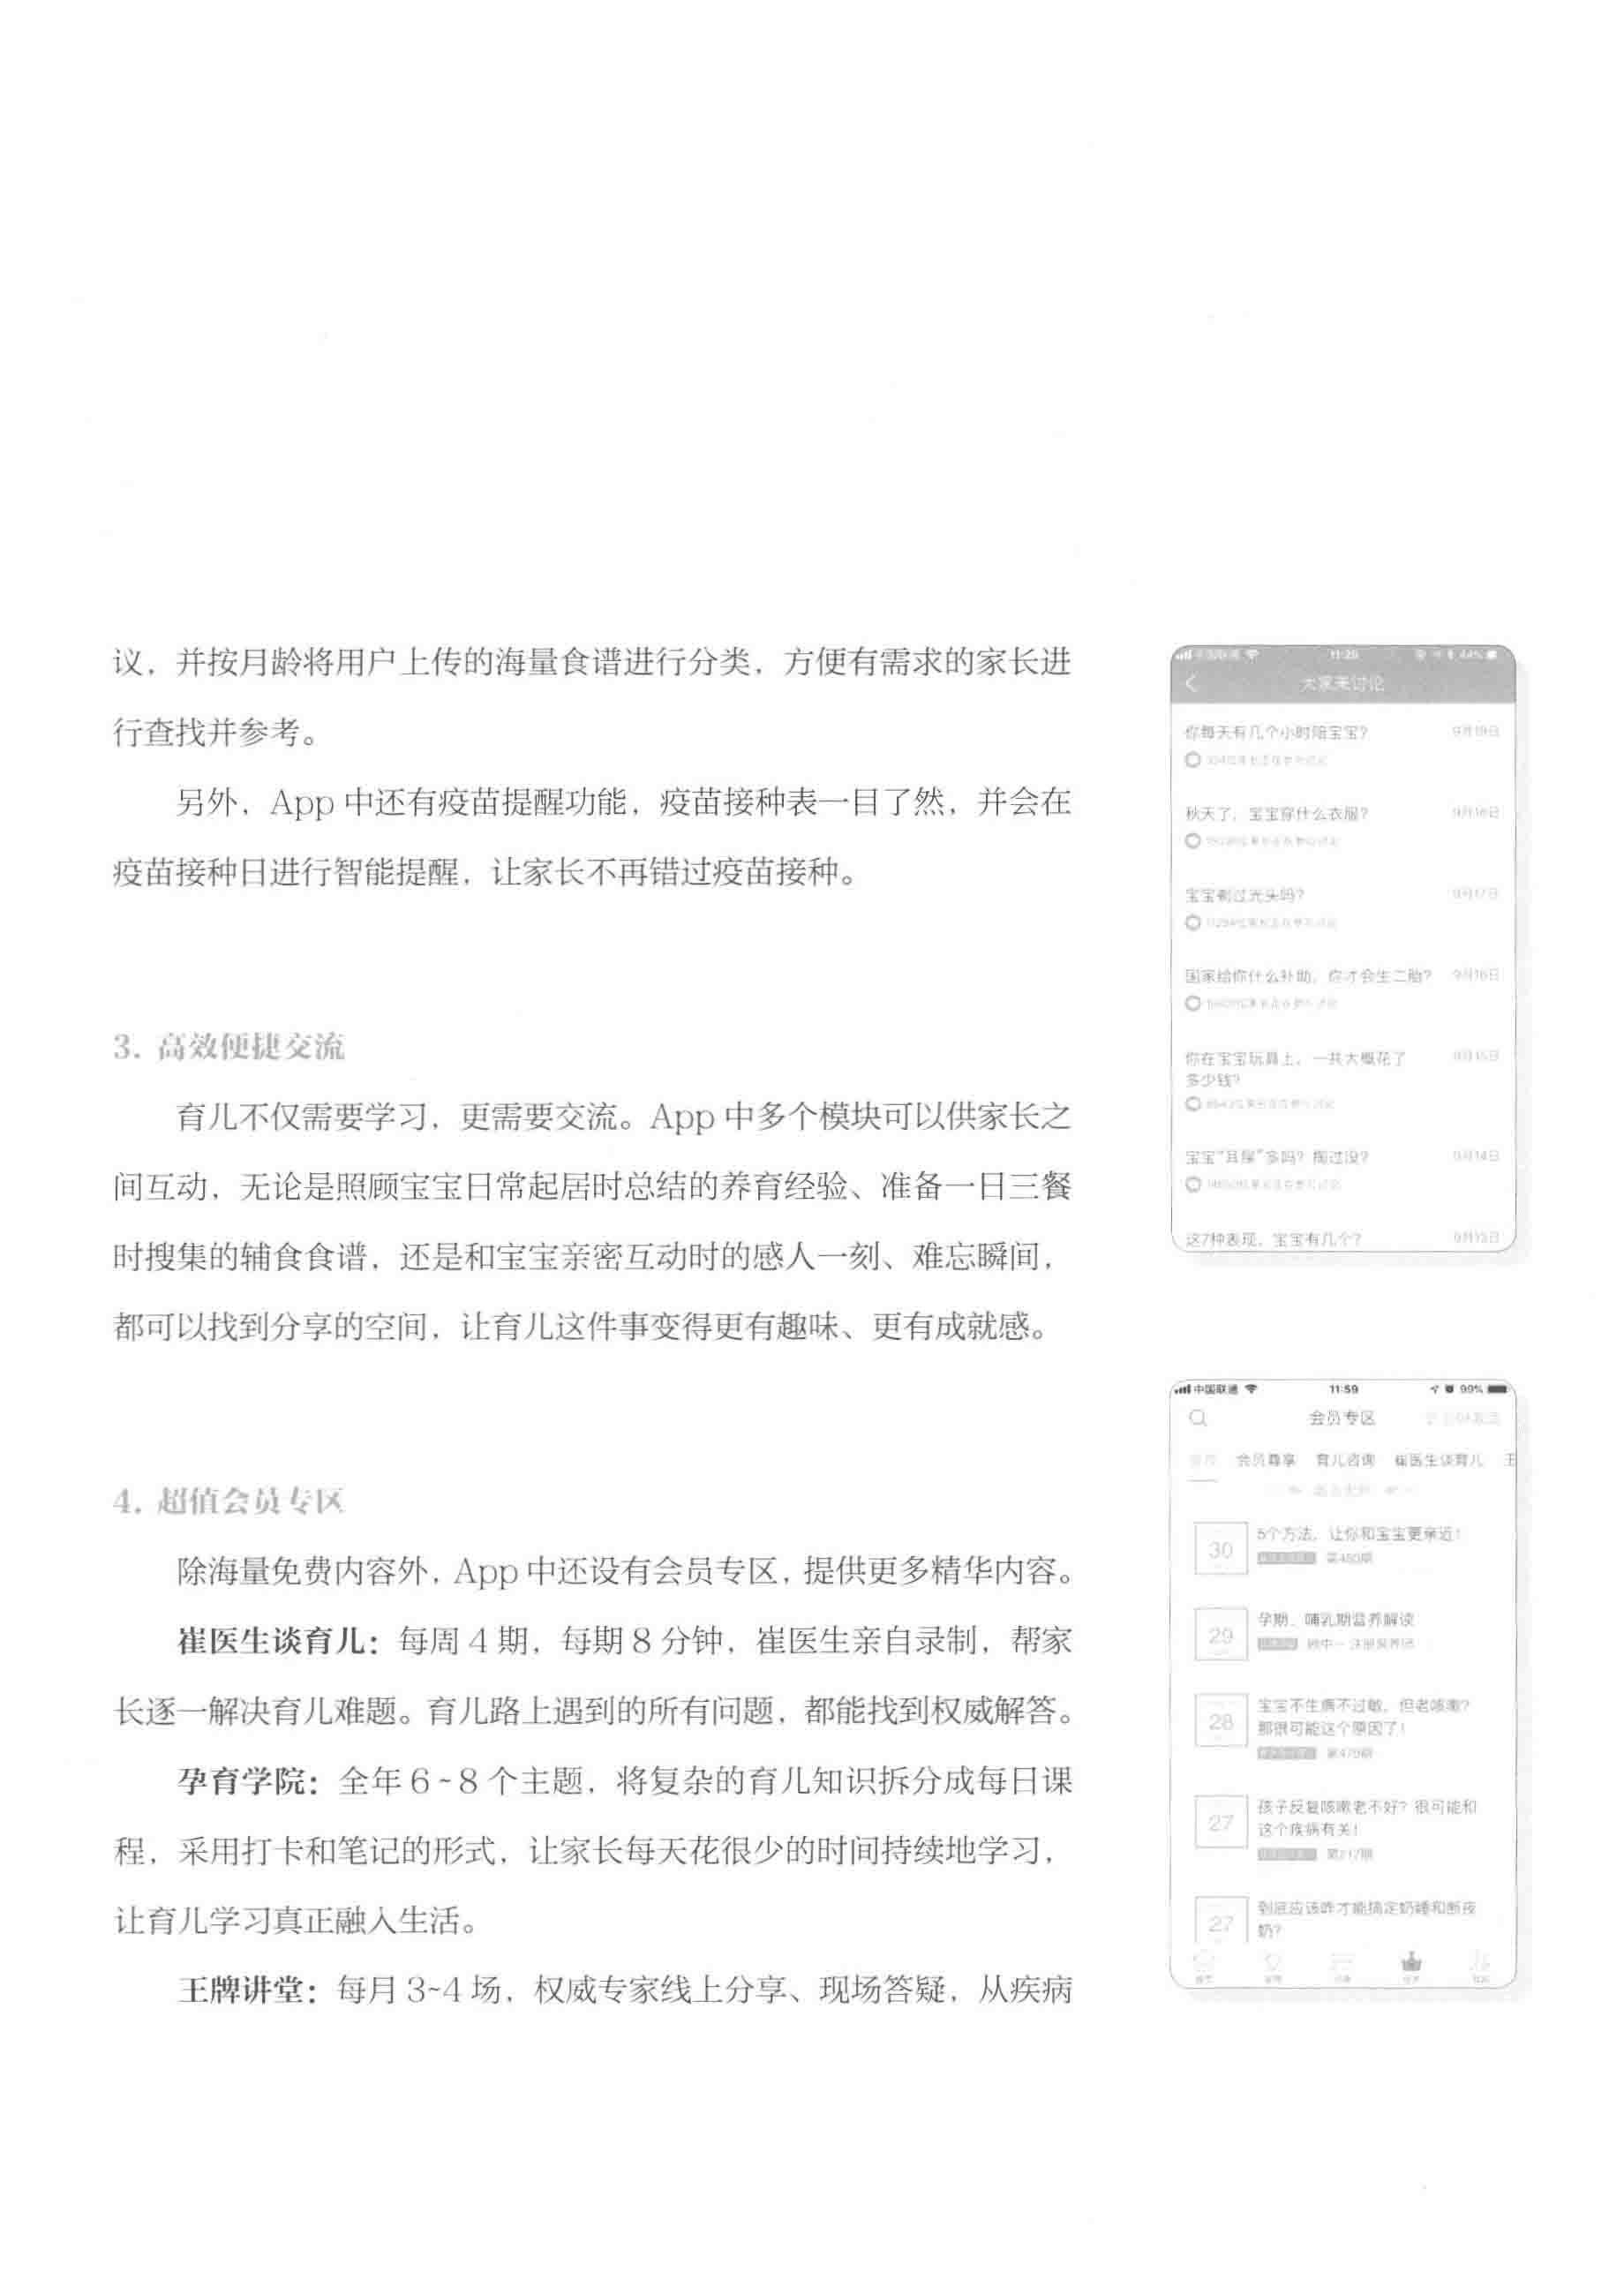 议，并按月龄将用户上传的海量食谱进行分类，方便有需求的家长进
行查找并参考。
另外，App 中还有疫苗提醒功能，疫苗接种表一目了然，并会在
疫苗接种日进行智能提醒，让家长不再错过疫苗接种。
3. 高效便捷交流
育儿不仅需要学习，更需要交流。App 中多个模块可以供家长之
间互动，无论是照顾宝宝日常起居时总结的养育经验、准备一日三餐
时搜集的辅食食谱，还是和宝宝亲密互动时的感人一刻、难忘瞬间，
都可以找到分享的空间，让育儿这件事变得更有趣味、更有成就感。
4. 超值会员专区
除海量免费内容外，App 中还设有会员专区，提供更多精华内容。
崔医生谈育儿：每周 4 期，每期 8 分钟，崔医生亲自录制，帮家
长逐一解决育儿难题。育儿路上遇到的所有问题，都能找到权威解答。
孕育学院：全年 6~8 个主题，将复杂的育儿知识拆分成每日课
程，采用打卡和笔记的形式，让家长每天花很少的时间持续地学习，
让育儿学习真正融入生活。
王牌讲堂：每月 3~4 场，权威专家线上分享、现场答疑，从疾病
11:26 44%
大家来讨论
你每天有几个小时陪宝宝？ 9月19日
秋天了，宝宝穿什么衣服？ 9月18日
宝宝剃过光头吗？ 9月17日
国家给你什么补助，你才会生二胎？ 9月16日
你在宝宝玩具上，一共大概花了 9月15日
多少钱？
宝宝“耳屎”多吗？掏过没？ 9月14日
这7种表现，宝宝有几个？ 9月13日
中国联通 11:59 99%
会员专区
会员尊享 育儿咨询 崔医生谈育儿 王
30 5个方法，让你和宝宝更亲近！
第480期
29 孕期、哺乳期营养解读
28 宝宝不生病不过敏，但老咳嗽？
那很可能这个原因了！
第479期
27 孩子反复咳嗽老不好？很可能和
这个疾病有关！
第217期
27 到底应该咋才能搞定奶睡和断夜
奶？